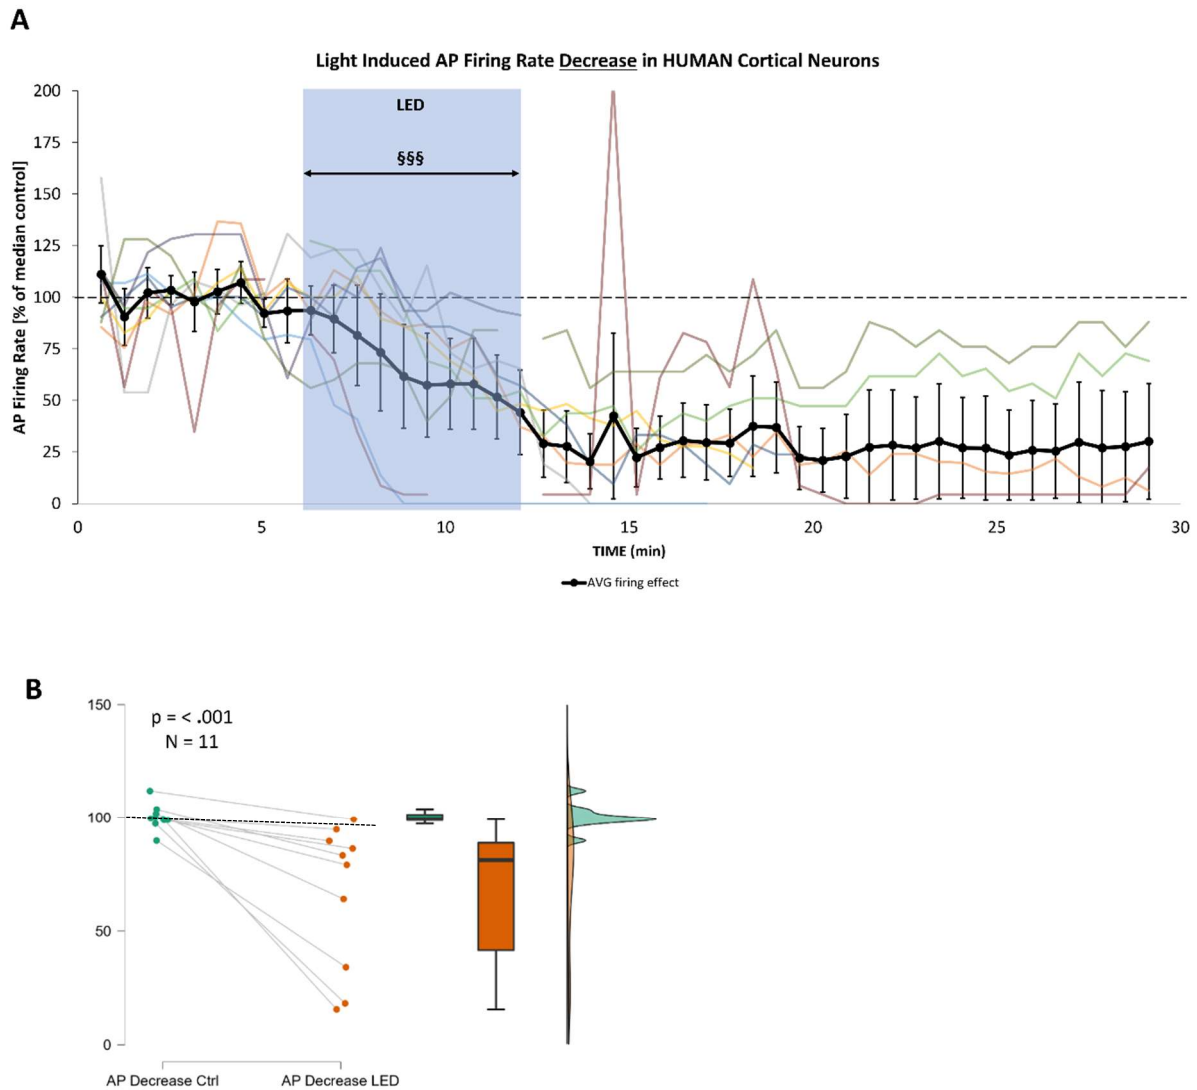 A
Light Induced AP Firing Rate Decrease in HUMAN Cortical Neurons
AP Firing Rate [% of median control]
200
175
150
125
100
75
50
25
0
LED
§§§
0 5 10 15 20 25 30
TIME (min)
AVG firing effect
B
150
100
50
0
p = < .001
N = 11
AP Decrease Ctrl AP Decrease LED